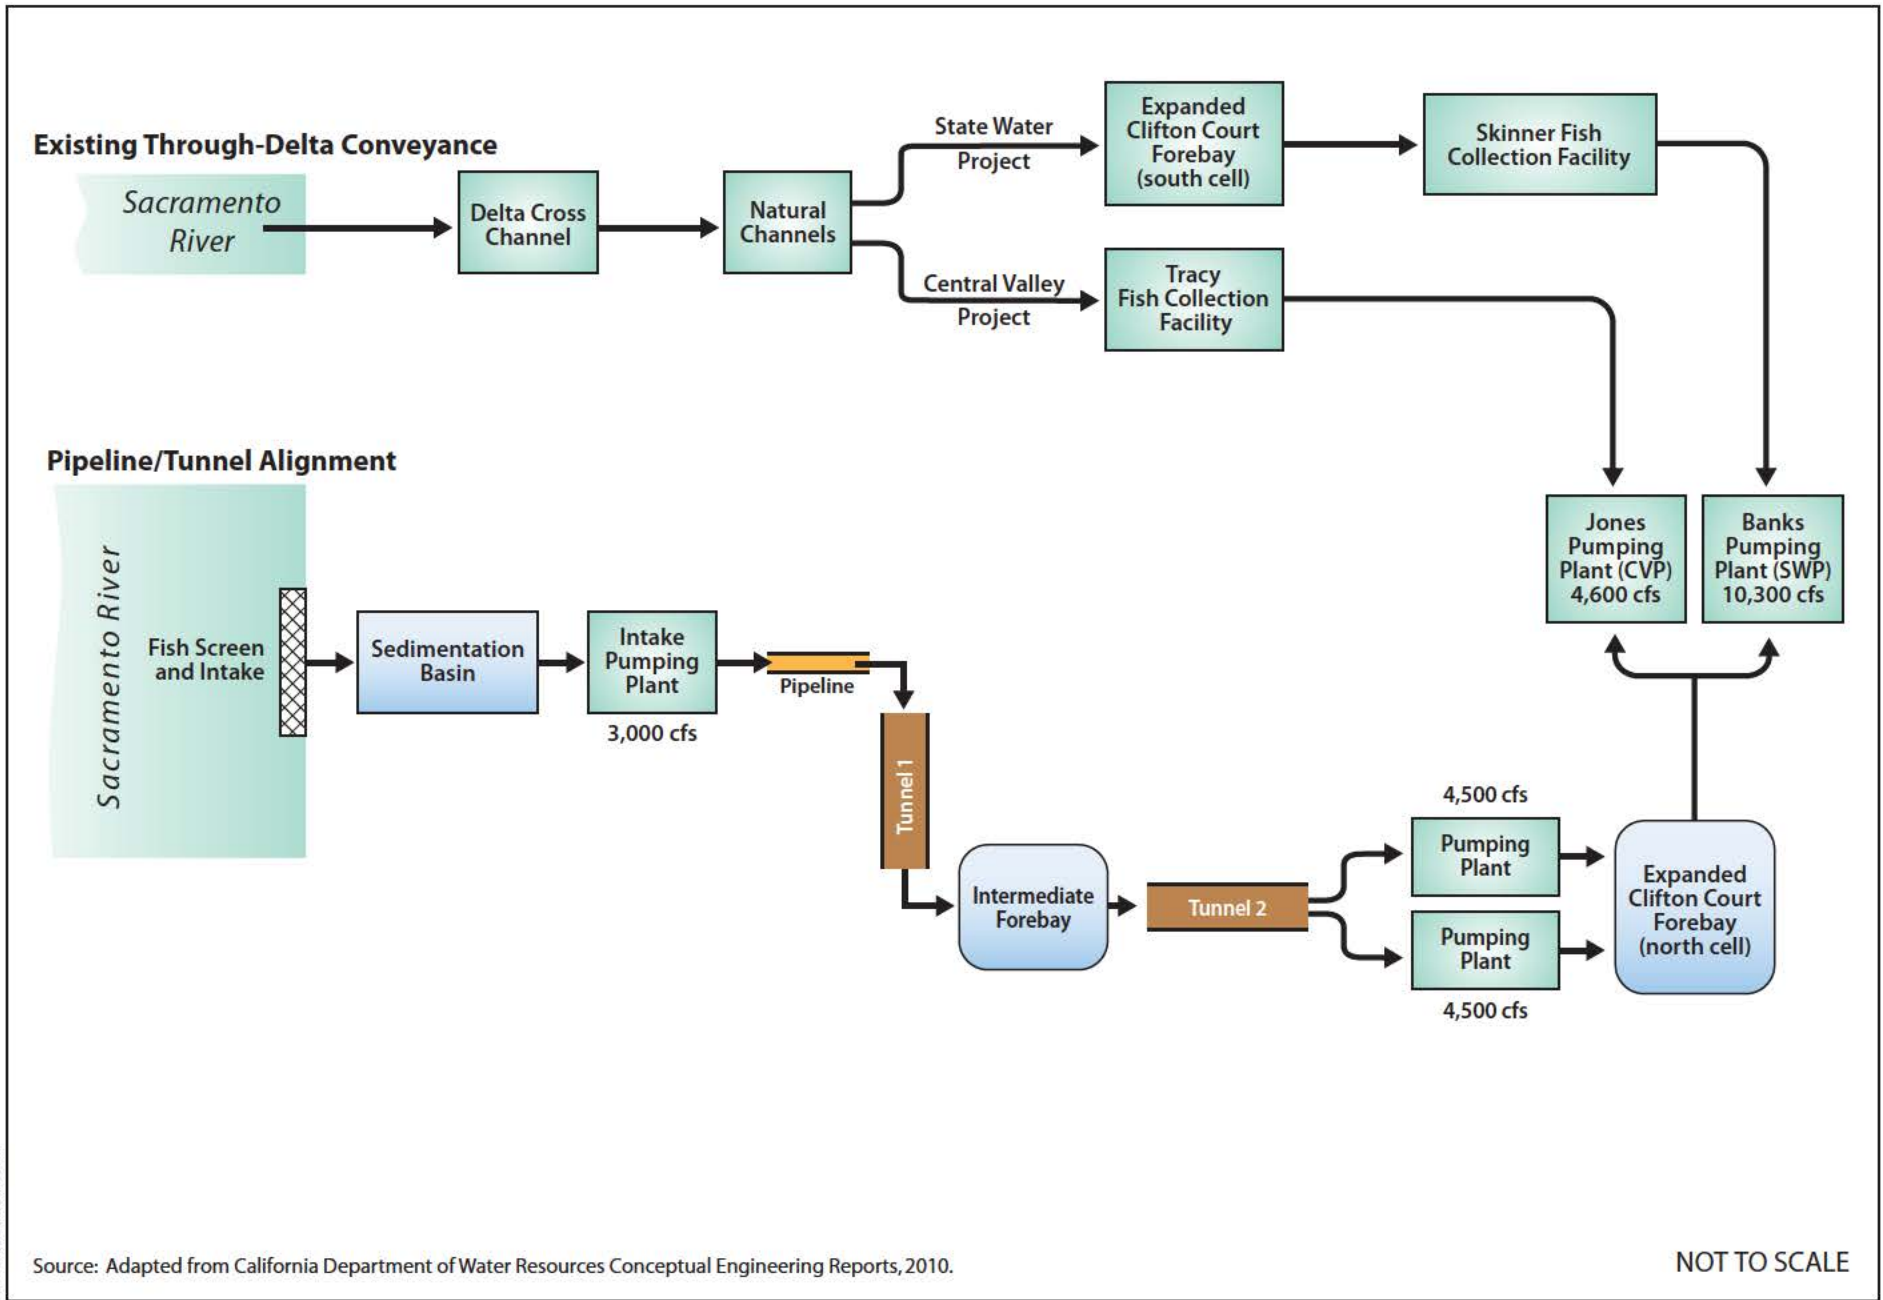 Existing Through-Delta Conveyance
Sacramento
River
Delta Cross
Channel
Natural
Channels
State Water
Project
Expanded
Clifton Court
Forebay
(south cell)
Skinner Fish
Collection Facility
Central Valley
Project
Tracy
Fish Collection
Facility
Jones
Pumping
Plant (CVP)
4,600 cfs
Banks
Pumping
Plant (SWP)
10,300 cfs
Pipeline/Tunnel Alignment
Sacramento River
Fish Screen
and Intake
Sedimentation
Basin
Intake
Pumping
Plant
3,000 cfs
Pipeline
Tunnel 1
Intermediate
Forebay
Tunnel 2
4,500 cfs
Pumping
Plant
Pumping
Plant
4,500 cfs
Expanded
Clifton Court
Forebay
(north cell)
Source: Adapted from California Department of Water Resources Conceptual Engineering Reports, 2010.
NOT TO SCALE